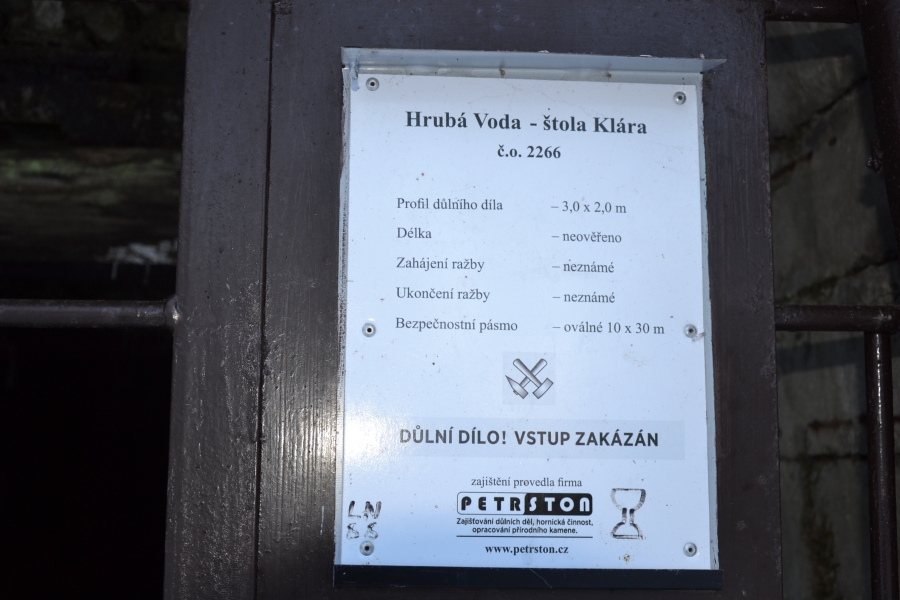 Hrubá Voda - štola Klára
č.o. 2266
Profil důlního díla – 3,0 x 2,0 m
Délka – neověřeno
Zahájení ražby – neznámé
Ukončení ražby – neznámé
Bezpečnostní pásmo – oválné 10 x 30 m
DŮLNÍ DÍLO! VSTUP ZAKÁZÁN
zajištění provedla firma
PETRSTON
Zajišťování důlních děl, hornická činnost,
opracování přírodního kamene.
www.petrston.cz
LN
88